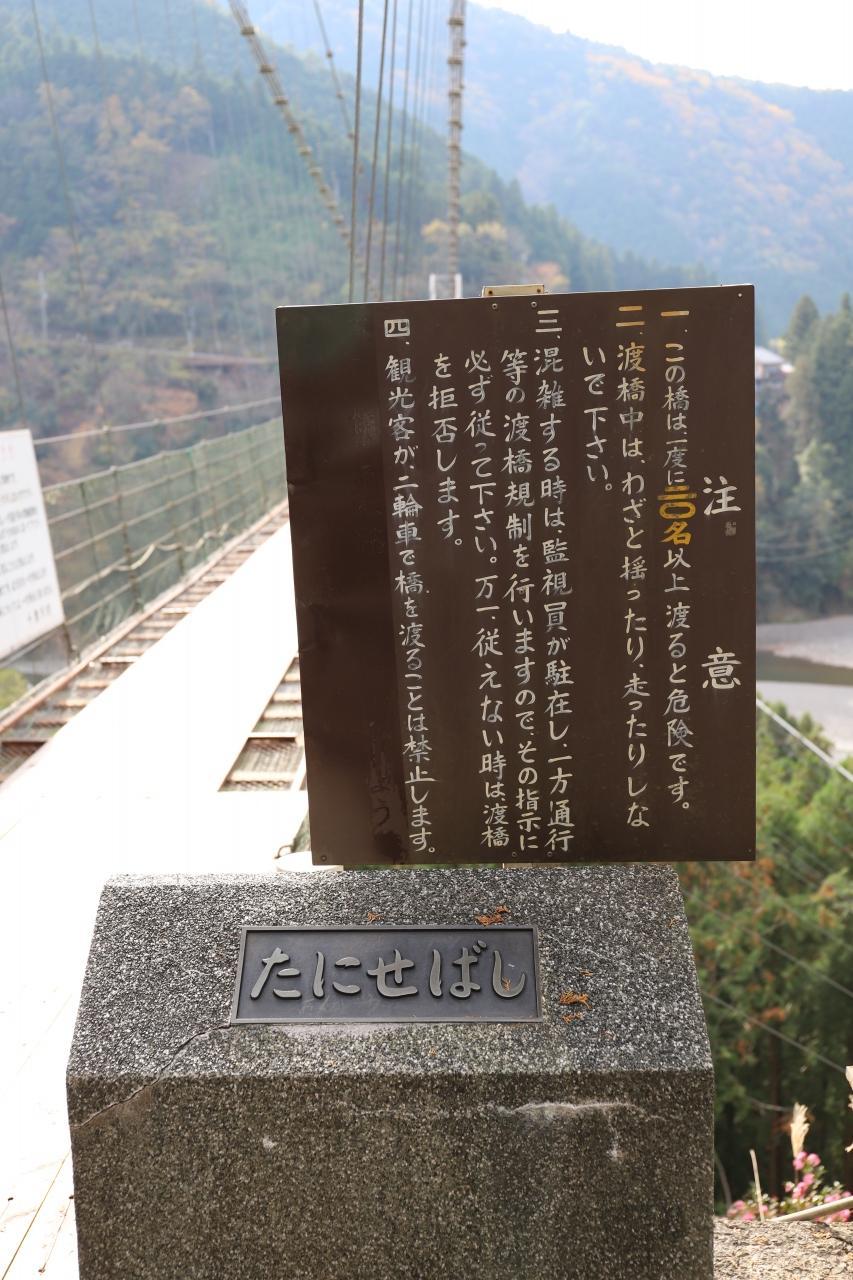 注意
一、この橋は一度に名以上渡ると危険です。
二、渡橋中は、わざと揺ったり、走ったりしな
いで下さい。
三、混雑する時は、監視員が駐在し、一方通行
等の渡橋規制を行いますので、その指示に
必ず従って下さい。万一、従えない時は渡橋
を拒否します。
四、観光客が、二輪車で橋を渡ることは禁止します。
たにせばし